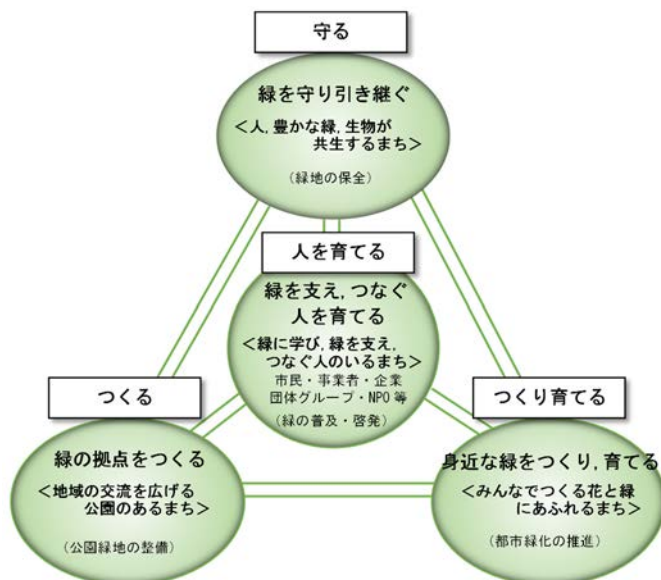 守る
緑を守り引き継ぐ
<人,豊かな緑,生物が
共生するまち>
(緑地の保全)
人を育てる
緑を支え,つなぐ
人を育てる
<緑に学び,緑を支え,
つなぐ人のいるまち>
市民・事業者・企業
団体グループ・NPO 等
(緑の普及・啓発)
つくる
緑の拠点をつくる
<地域の交流を広げる
公園のあるまち>
(公園緑地の整備)
つくり育てる
身近な緑をつくり,育てる
<みんなでつくる花と緑
にあふれるまち>
(都市緑化の推進)